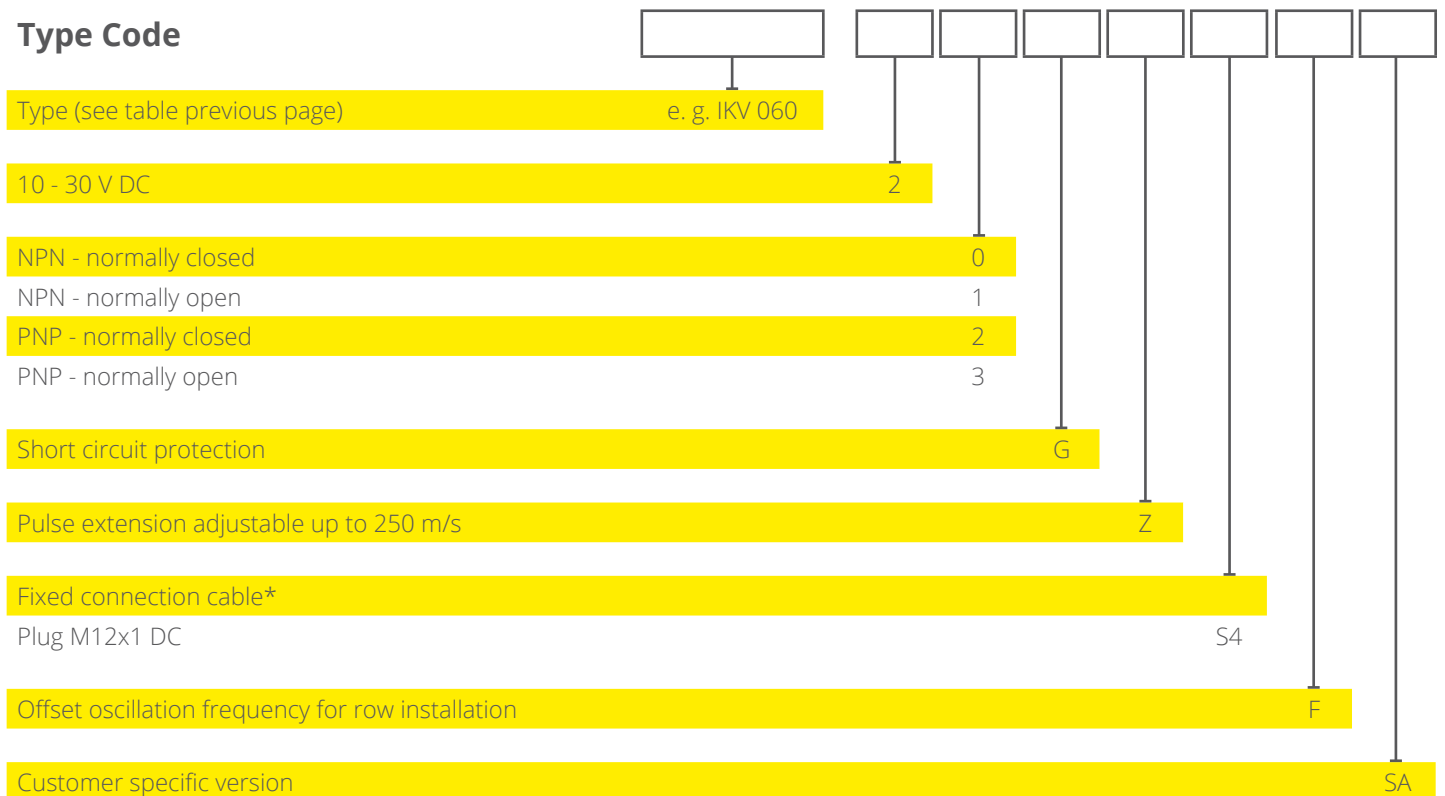 Type Code
Type (see table previous page) e. g. IKV 060
10 - 30 V DC 2
NPN - normally closed 0
NPN - normally open 1
PNP - normally closed 2
PNP - normally open 3
Short circuit protection G
Pulse extension adjustable up to 250 m/s Z
Fixed connection cable*
Plug M12x1 DC S4
Offset oscillation frequency for row installation F
Customer specific version SA